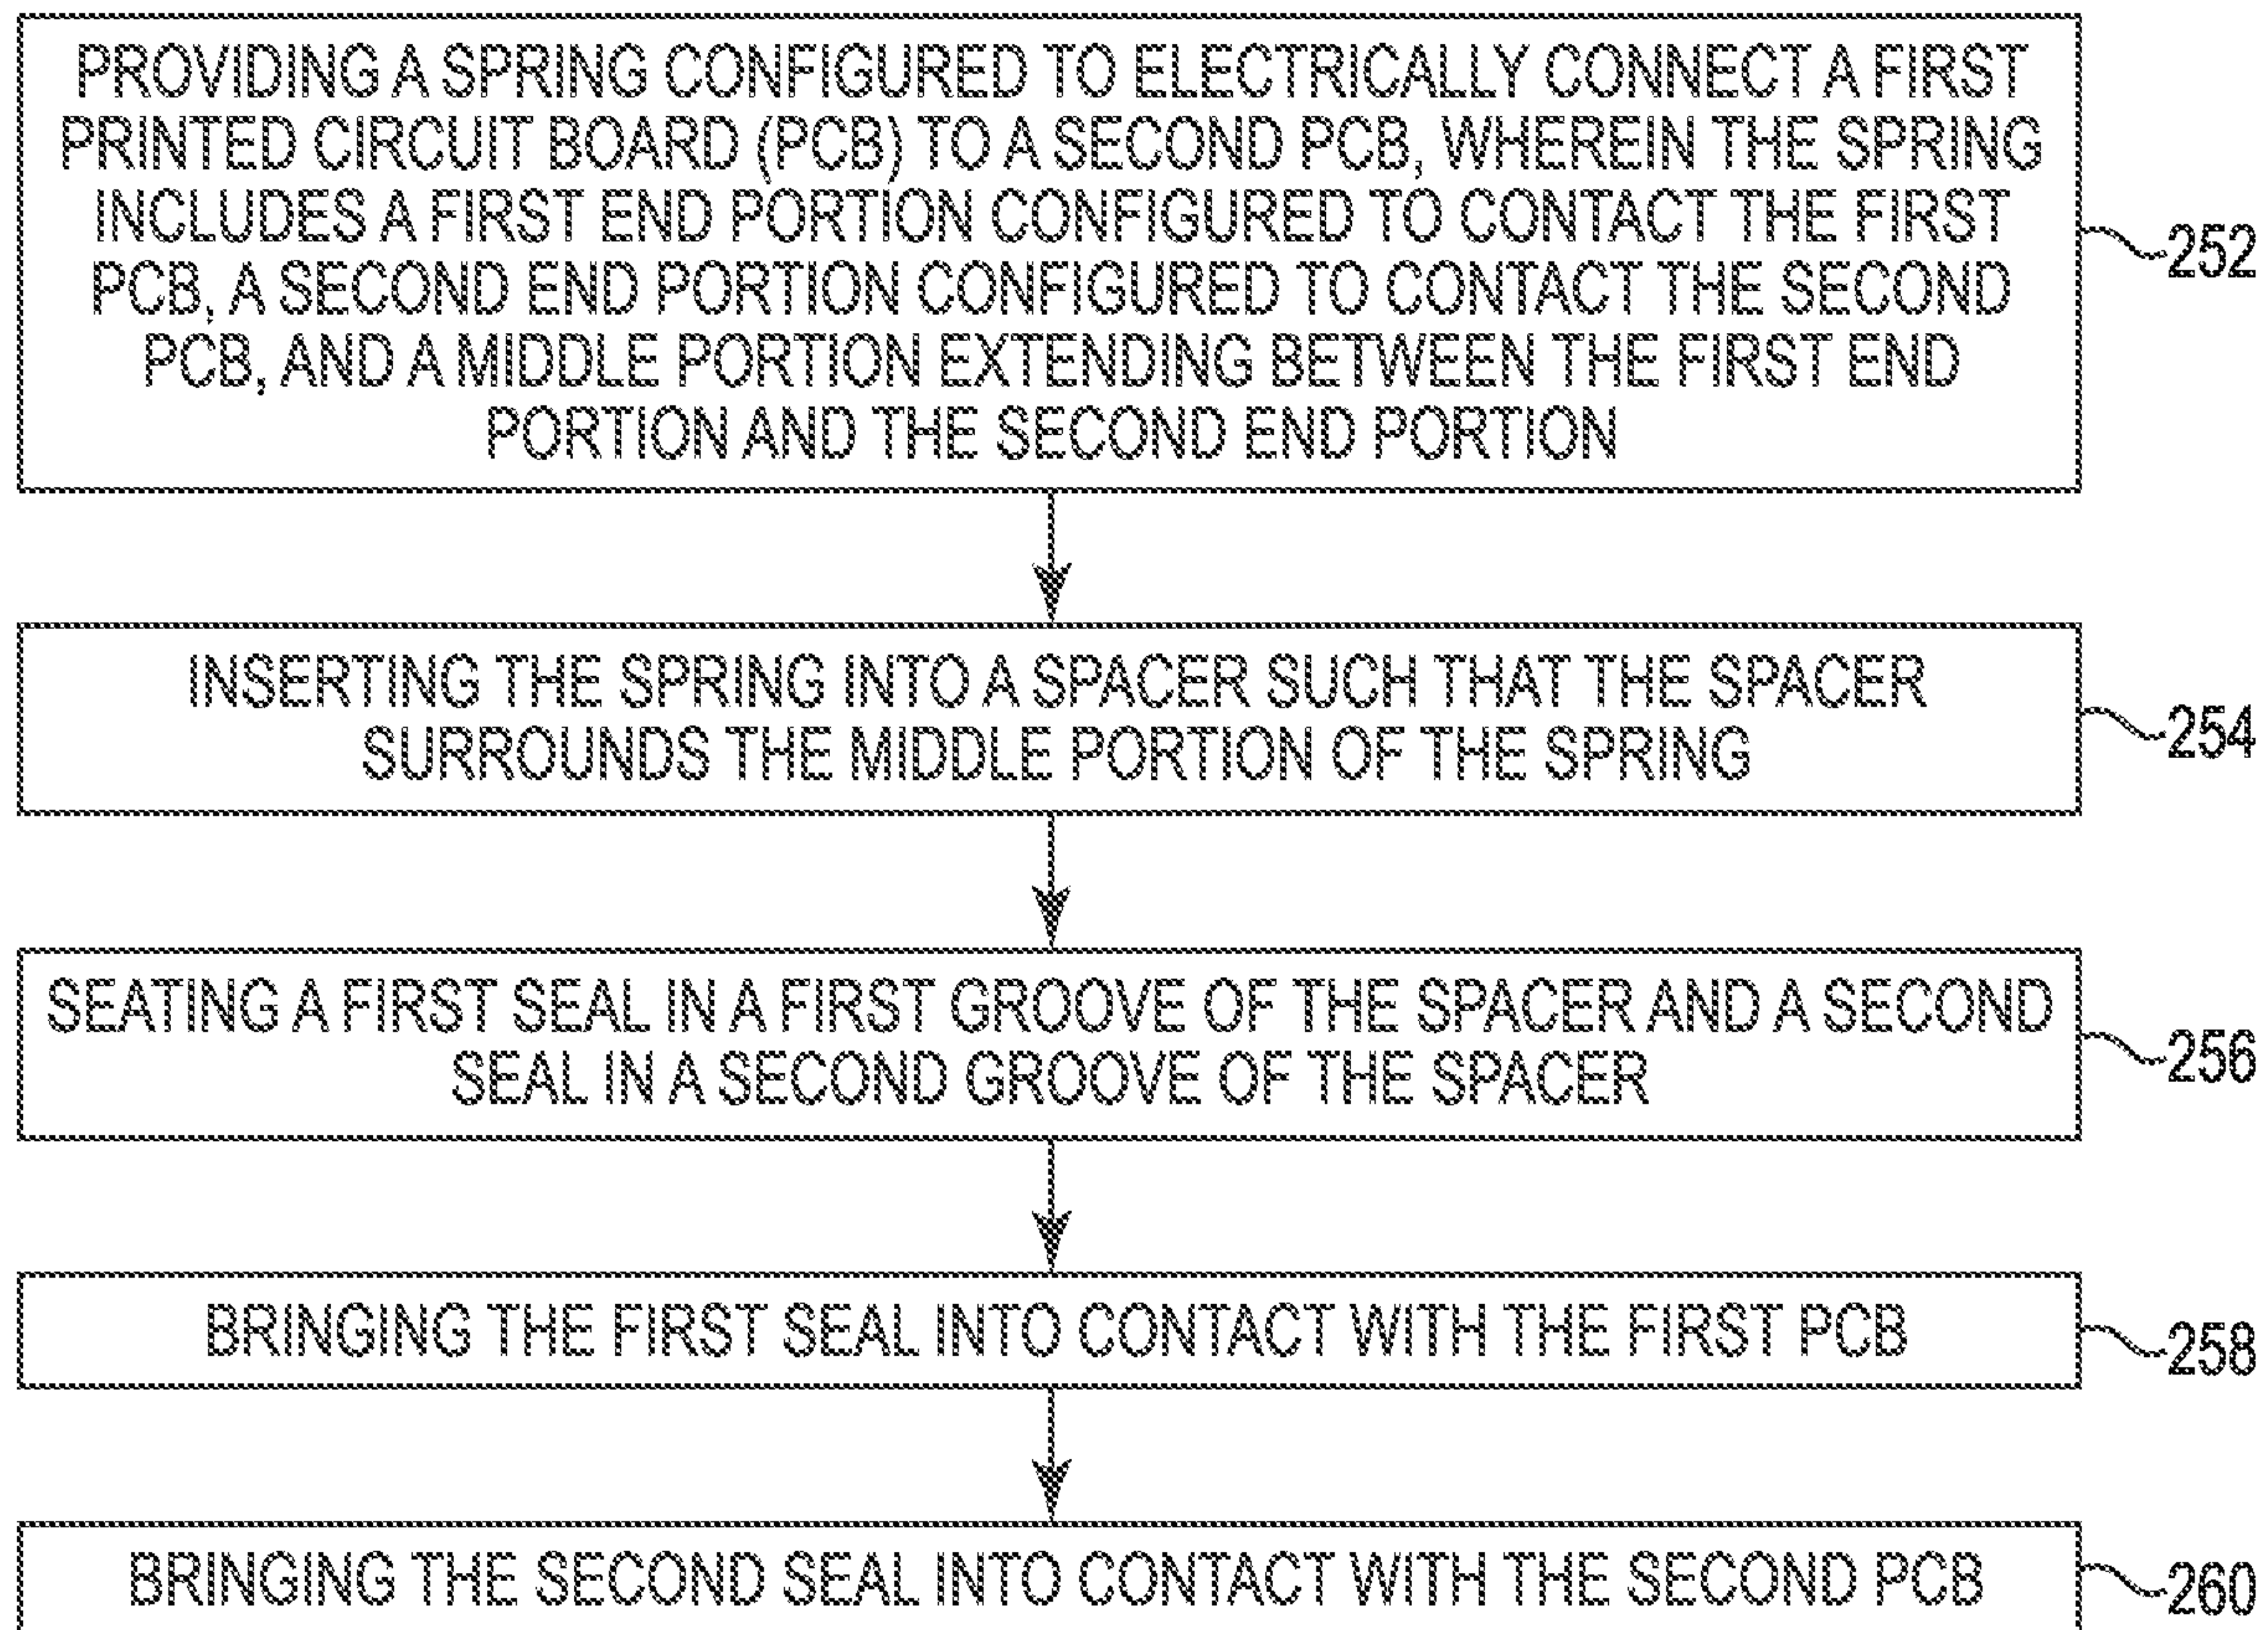 PROVIDING A SPRING CONFIGURED TO ELECTRICALLY CONNECT A FIRST
PRINTED CIRCUIT BOARD (PCB) TO A SECOND PCB, WHEREIN THE SPRING
INCLUDES A FIRST END PORTION CONFIGURED TO CONTACT THE FIRST
PCB, A SECOND END PORTION CONFIGURED TO CONTACT THE SECOND
PCB, AND A MIDDLE PORTION EXTENDING BETWEEN THE FIRST END
PORTION AND THE SECOND END PORTION
252
INSERTING THE SPRING INTO A SPACER SUCH THAT THE SPACER
SURROUNDS THE MIDDLE PORTION OF THE SPRING
254
SEATING A FIRST SEAL IN A FIRST GROOVE OF THE SPACER AND A SECOND
SEAL IN A SECOND GROOVE OF THE SPACER
256
BRINGING THE FIRST SEAL INTO CONTACT WITH THE FIRST PCB
258
BRINGING THE SECOND SEAL INTO CONTACT WITH THE SECOND PCB
260